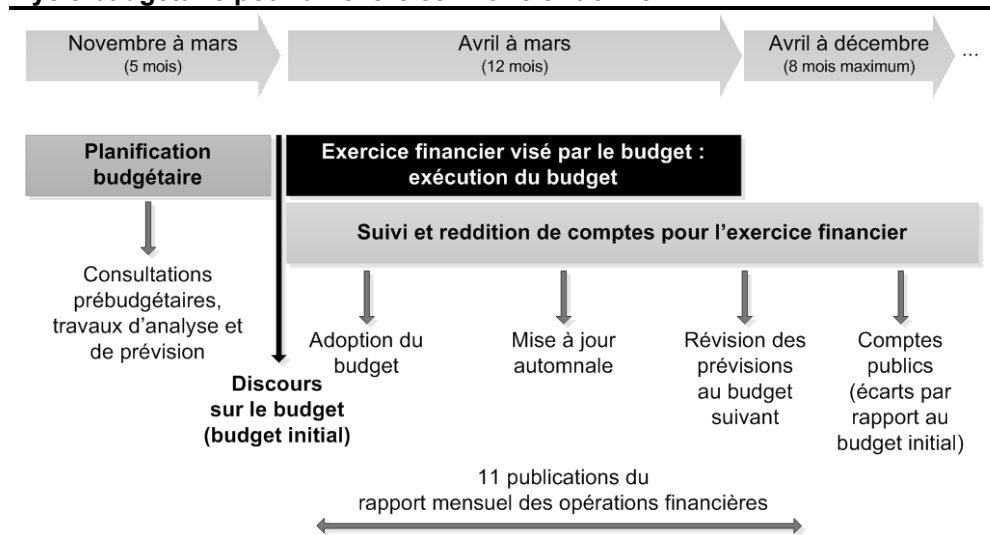 Novembre à mars
(5 mois)
Avril à mars
(12 mois)
Avril à décembre
(8 mois maximum)
...
Planification
budgétaire
Exercice financier visé par le budget :
exécution du budget
Suivi et reddition de comptes pour l'exercice financier
Consultations
prébudgétaires,
travaux d'analyse et
de prévision
Discours
sur le budget
(budget initial)
Adoption du
budget
Mise à jour
automnale
Révision des
prévisions
au budget
suivant
Comptes
publics
(écarts par
rapport au
budget initial)
11 publications du
rapport mensuel des opérations financières